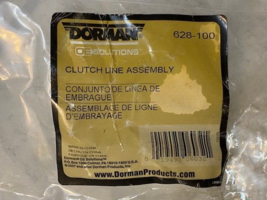 DORMAN
OE SOLUTIONS
628-100
CLUTCH LINE ASSEMBLY
CONJUNTO DE LINEA DE
EMBRAGUE
ASSEMBLAGE DE LIGNE
D'EMBRAYAGE
www.DormanProducts.com